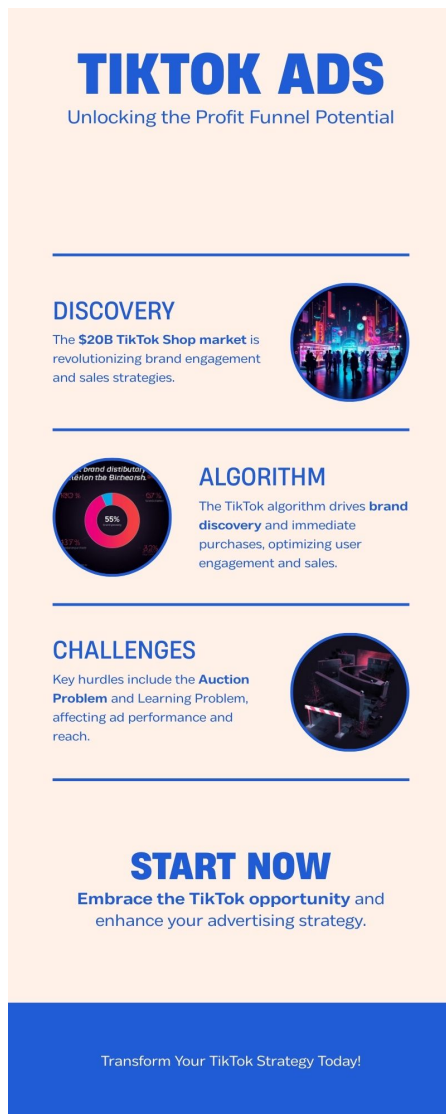 TIKTOK ADS
Unlocking the Profit Funnel Potential
DISCOVERY
The $20B TikTok Shop market is
revolutionizing brand engagement
and sales strategies.
brand distibutory
55%
ALGORITHM
The TikTok algorithm drives brand
discovery and immediate
purchases, optimizing user
engagement and sales.
CHALLENGES
Key hurdles include the Auction
Problem and Learning Problem,
affecting ad performance and
reach.
START NOW
Embrace the TikTok opportunity and
enhance your advertising strategy.
Transform Your TikTok Strategy Today!